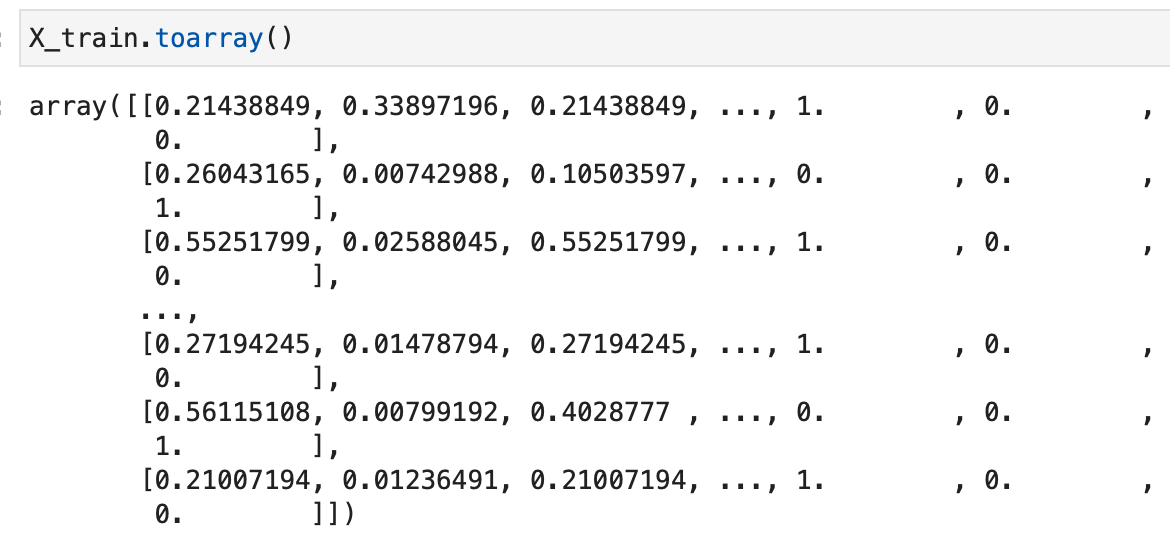 X_train.toarray()
array([[0.21438849, 0.33897196, 0.21438849, ..., 1.        , 0.        ,
        0.        ],
       [0.26043165, 0.00742988, 0.10503597, ..., 0.        , 0.        ,
        1.        ],
       [0.55251799, 0.02588045, 0.55251799, ..., 1.        , 0.        ,
        0.        ],
       ...,
       [0.27194245, 0.01478794, 0.27194245, ..., 1.        , 0.        ,
        0.        ],
       [0.56115108, 0.00799192, 0.4028777 , ..., 0.        , 0.        ,
        1.        ],
       [0.21007194, 0.01236491, 0.21007194, ..., 1.        , 0.        ,
        0.        ]])